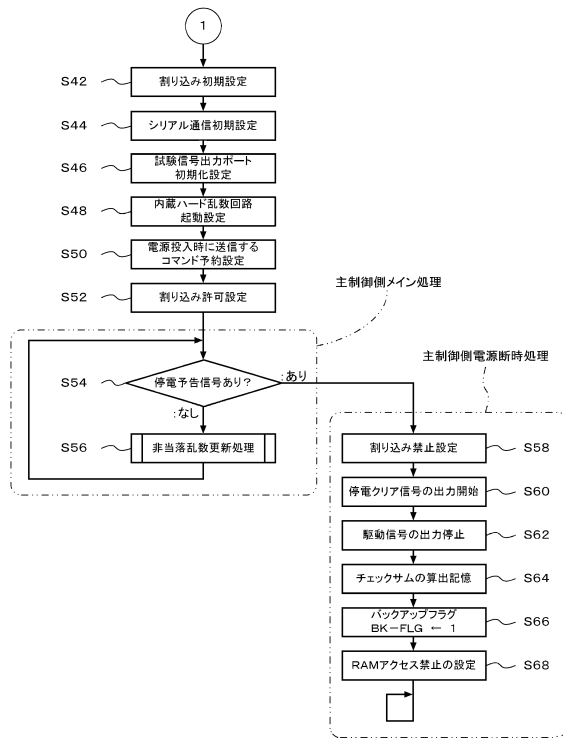 1
S42 割り込み初期設定
S44 シリアル通信初期設定
S46 試験信号出力ポート
初期化設定
S48 内蔵ハード乱数回路
起動設定
S50 電源投入時に送信する
コマンド予約設定
S52 割り込み許可設定
主制御側メイン処理
S54 停電予告信号あり？
:あり
:なし
S56 非当落乱数更新処理
主制御側電源断時処理
割り込み禁止設定 S58
停電クリア信号の出力開始 S60
駆動信号の出力停止 S62
チェックサムの算出記憶 S64
バックアップフラグ
BK－FLG ← 1 S66
RAMアクセス禁止の設定 S68